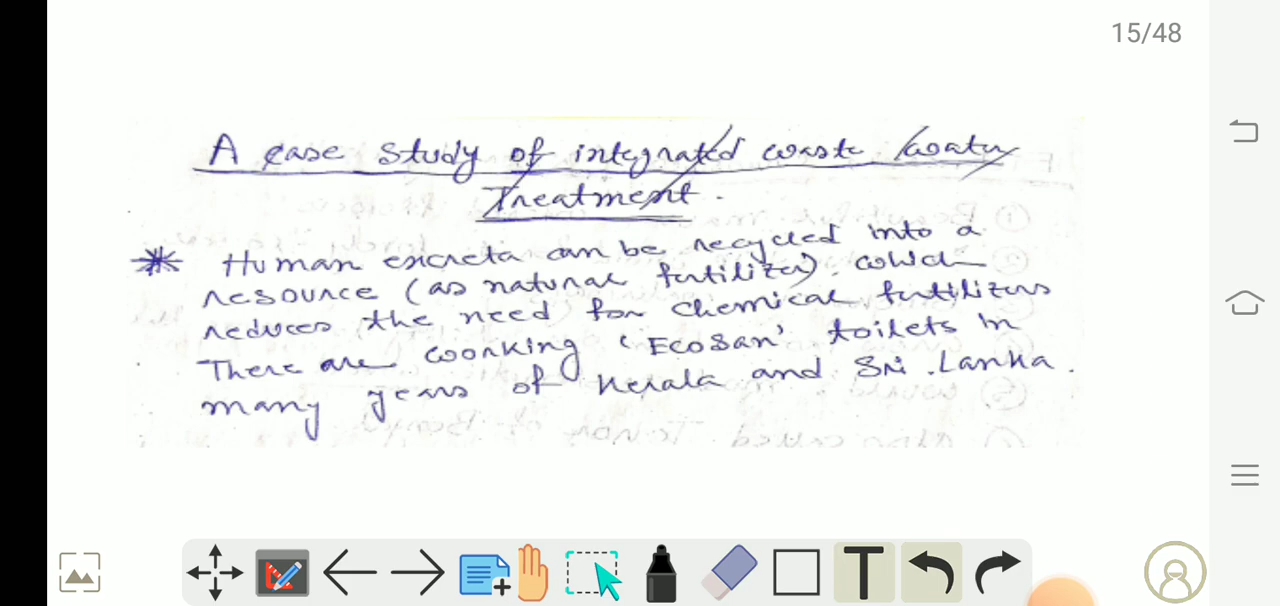 15/48
A case study of integrated waste water
Treatment.
* Human excreta can be recycled into a
resource (as natural fertilizer). which
reduces the need for chemical fertilizers
There are working 'EcoSan' toilets in
many years of Kerala and Sri Lanka.
T